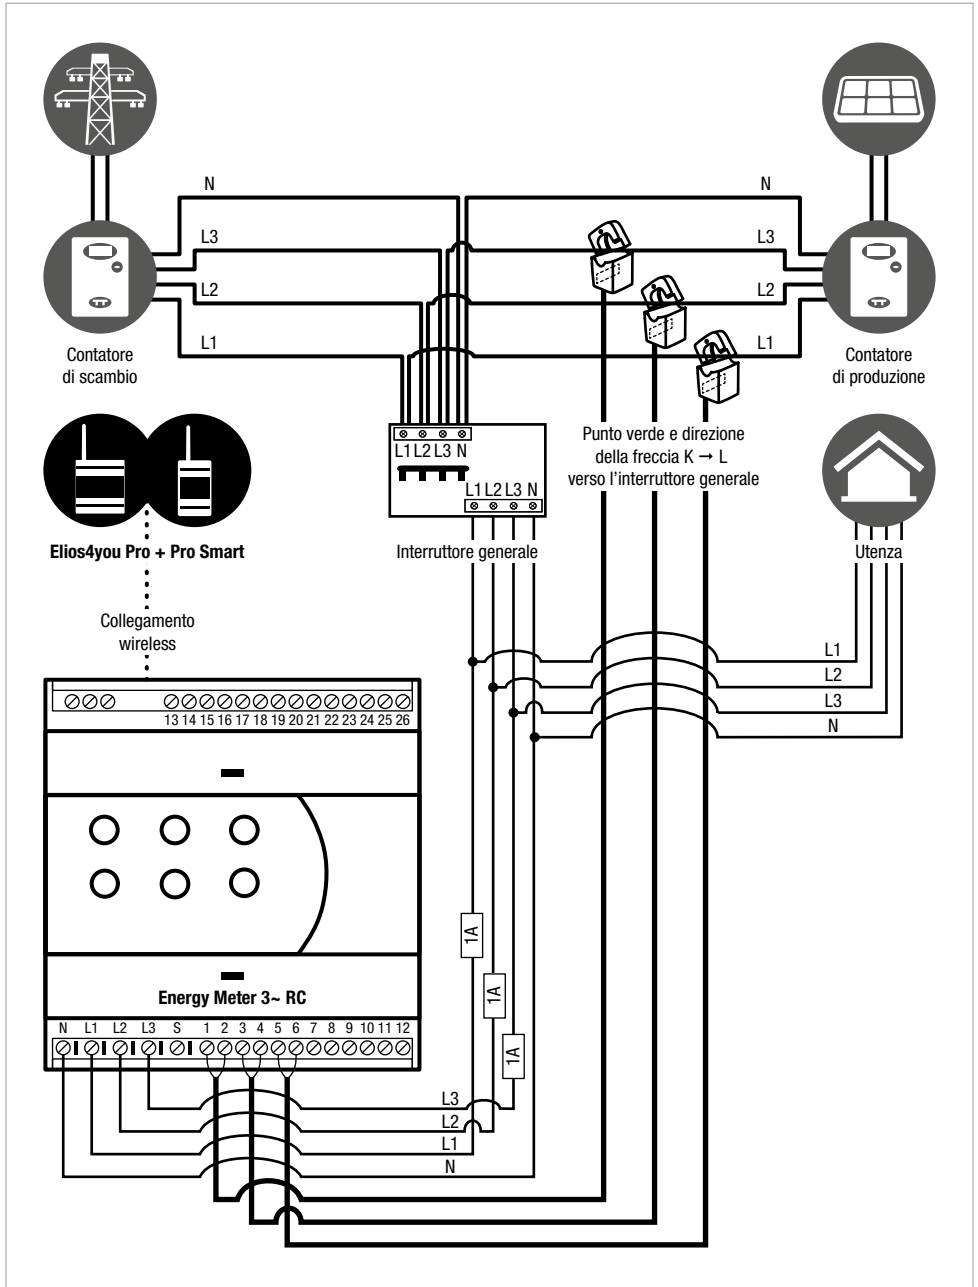 N
N
L3
L3
L2
L2
L1
L1
Contatore
di scambio
Contatore
di produzione
L1 L2 L3 N
L1 L2 L3 N
Punto verde e direzione
della freccia K → L
verso l'interruttore generale
Elios4you Pro + Pro Smart
Interruttore generale
Utenza
Collegamento
wireless
L1
L2
L3
N
13 14 15 16 17 18 19 20 21 22 23 24 25 26
1A
1A
1A
Energy Meter 3~ RC
N L1 L2 L3 S 1 2 3 4 5 6 7 8 9 10 11 12
L3
L2
L1
N